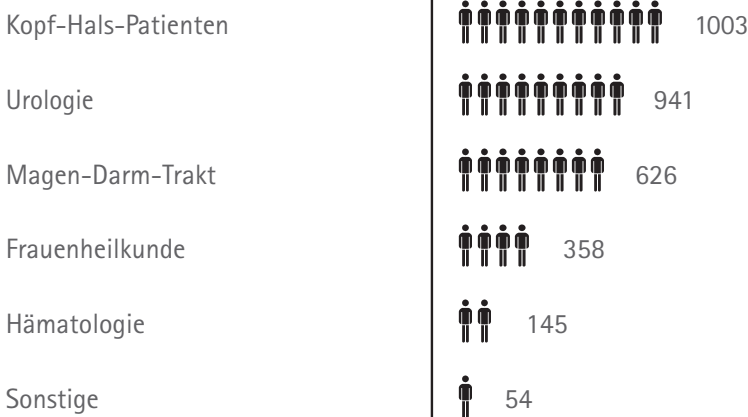 Kopf-Hals-Patienten 1003
Urologie 941
Magen-Darm-Trakt 626
Frauenheilkunde 358
Hämatologie 145
Sonstige 54